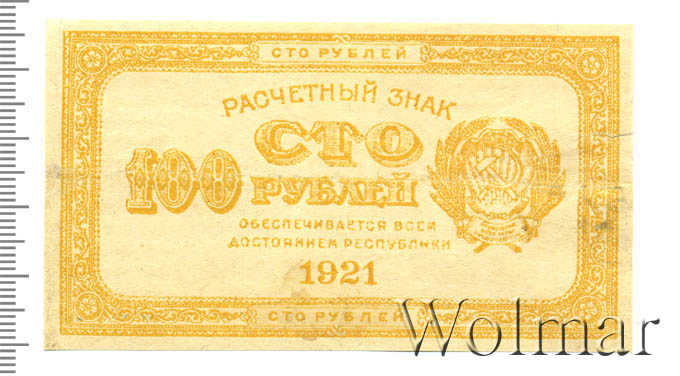 СТО РУБЛЕЙ
РАСЧЕТНЫЙ ЗНАК
100 СТО
РУБЛЕЙ
ОБЕСПЕЧИВАЕТСЯ ВСЕМ
ДОСТОЯНИЕМ РЕСПУБЛИКИ
1921
СТО РУБЛЕЙ
Wolmar